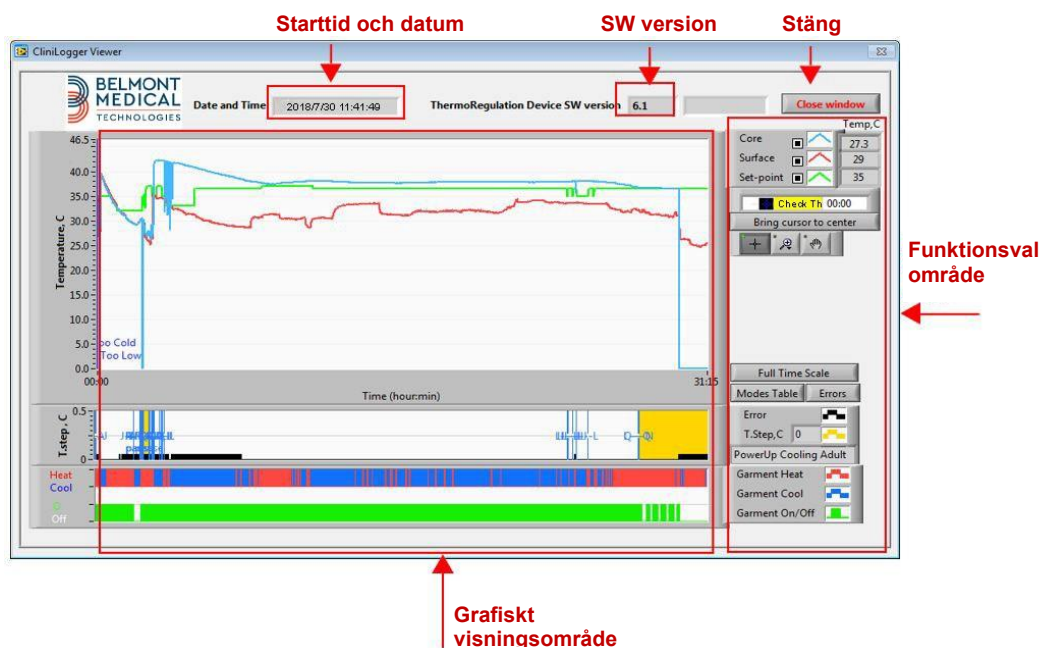 Starttid och datum
SW version
Stäng
CliniLogger Viewer
BELMONT
MEDICAL
TECHNOLOGIES
Date and Time
2018/7/30 11:41:49
ThermoRegulation Device SW version
6.1
Close window
Temp,C
Core
27.3
Surface
29
Set-point
35
Check Th 00:00
Bring cursor to center
Funktionsval
område
Temperature, C
46.5
40.0
35.0
30.0
25.0
20.0
15.0
10.0
5.0
0.0
oo Cold
Too Low
00:00
31:15
Time (hour:min)
Full Time Scale
Modes Table
Errors
T.step, C
0.5
0
Error
T.Step,C 0
PowerUp Cooling Adult
Heat
Cool
Off
Garment Heat
Garment Cool
Garment On/Off
Grafiskt
visningsområde